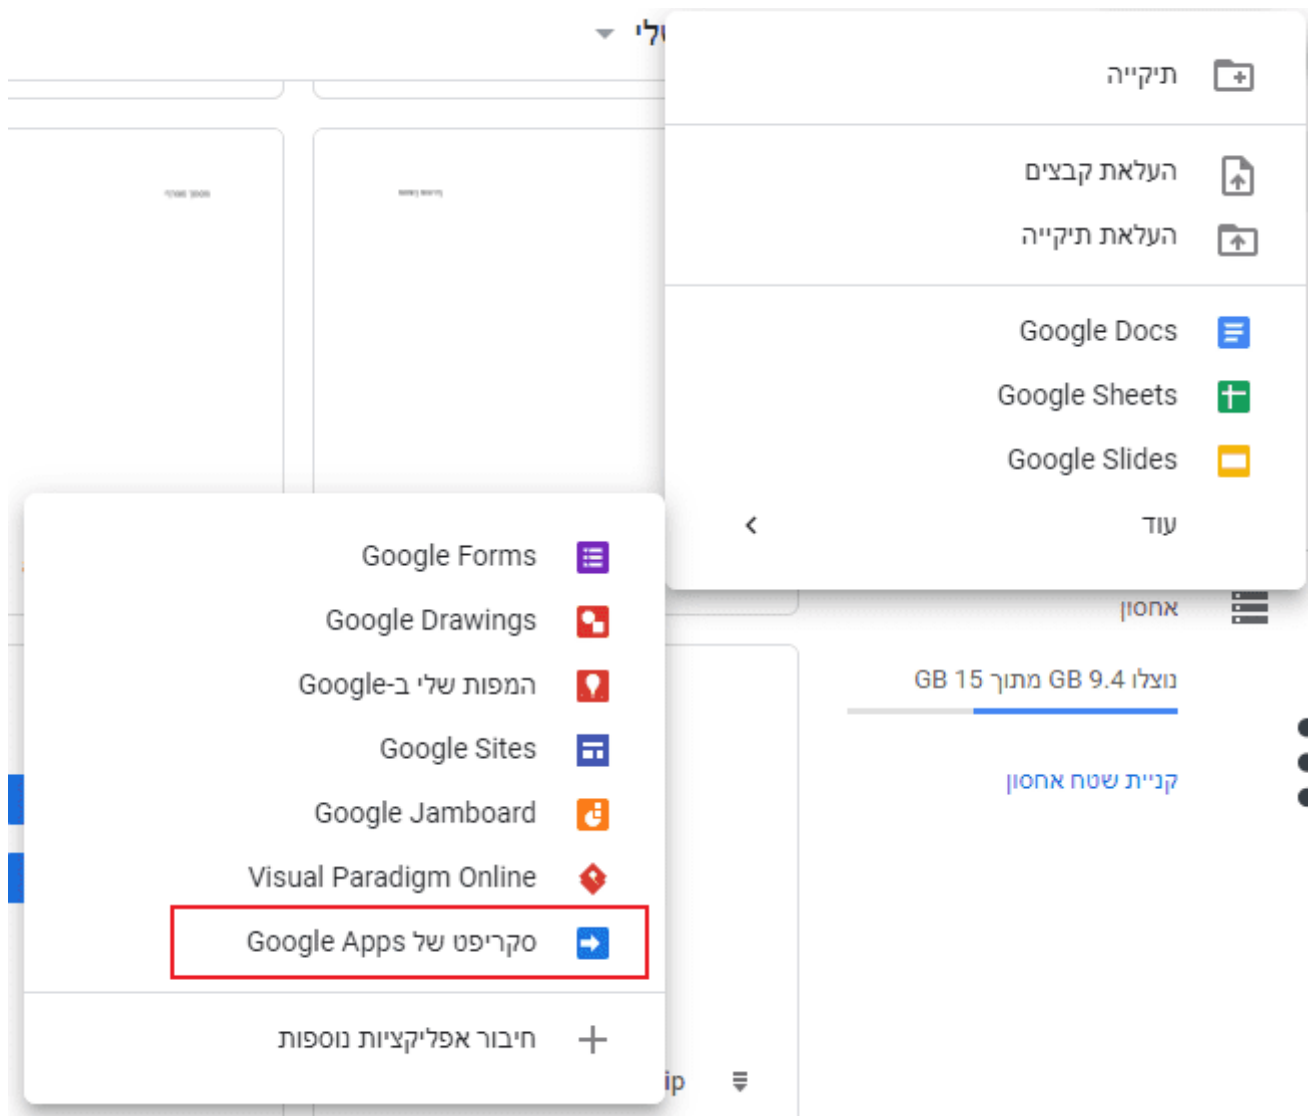 שלי
תיקייה
העלאת קבצים
העלאת תיקייה
Google Docs
Google Sheets
Google Slides
עוד
אחסון
נוצלו 9.4 GB מתוך 15 GB
קניית שטח אחסון
Google Forms
Google Drawings
המפות שלי ב-Google
Google Sites
Google Jamboard
Visual Paradigm Online
סקריפט של Google Apps
חיבור אפליקציות נוספות
ip